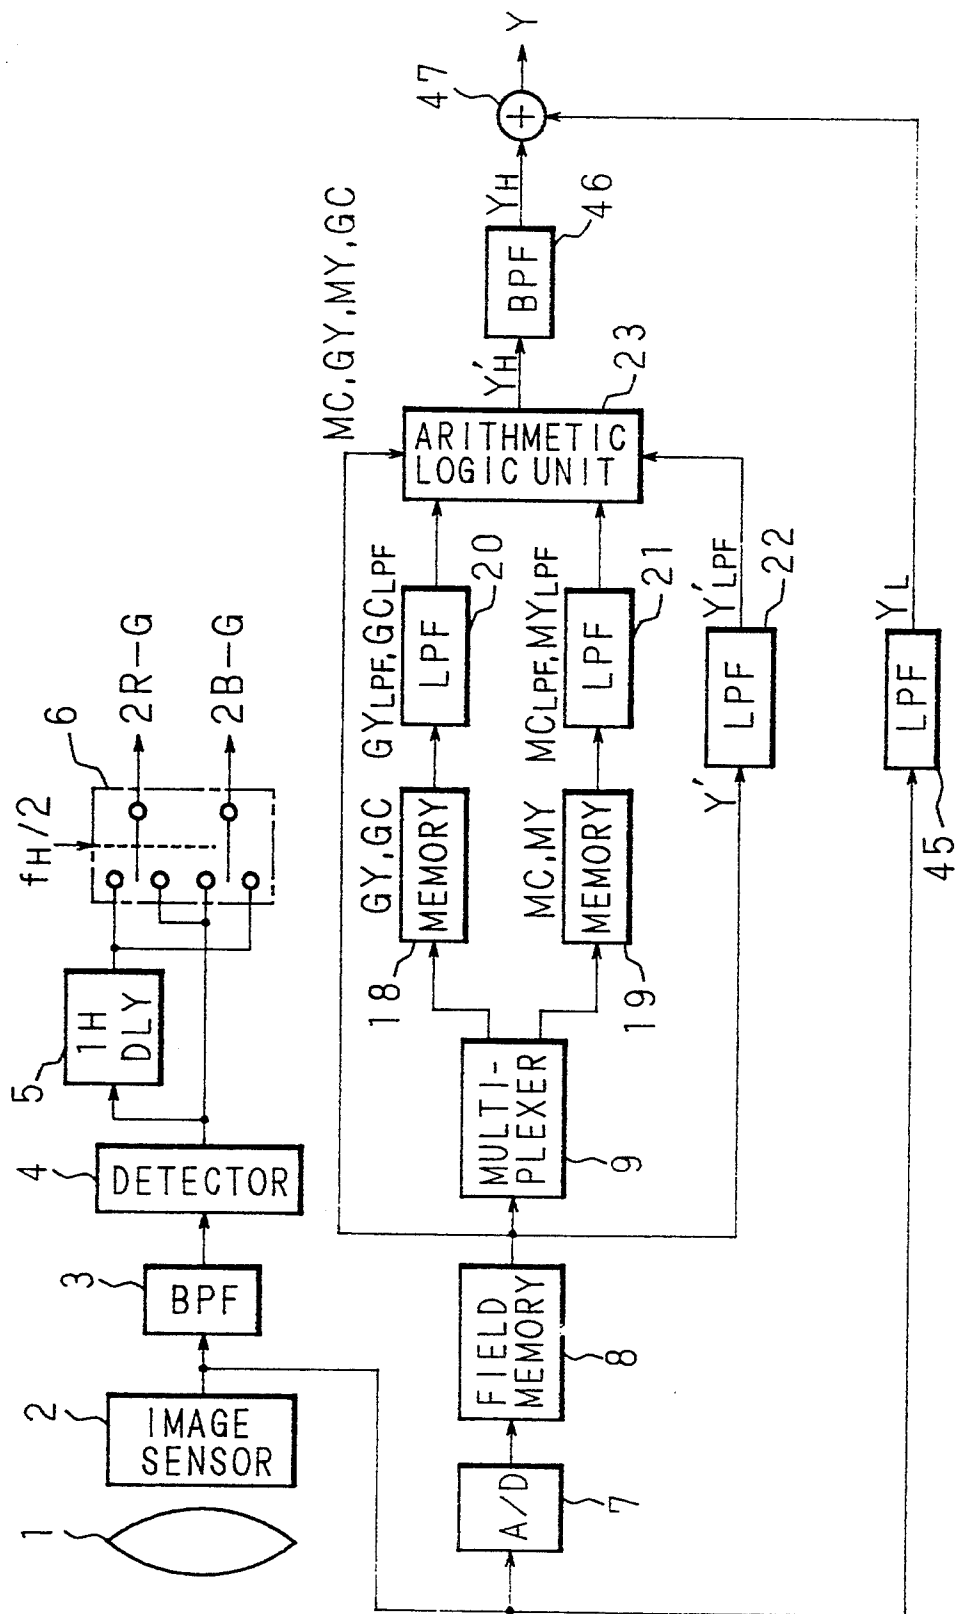 1
2
IMAGE
SENSOR
3
BPF
4
DETECTOR
5
1H
DLY
fH/2
6
2R-G
2B-G
7
A/D
8
FIELD
MEMORY
9
MULTI-
PLEXER
18
MEMORY
GY,GC
19
MEMORY
MC,MY
GYLPF,GCLPF
LPF
20
MCLPF,MYLPF
LPF
21
Y'
LPF
22
Y'LPF
MC,GY,MY,GC
ARITHMETIC
LOGIC UNIT
23
Y'H
BPF
46
YH
47
+
Y
45
LPF
YL